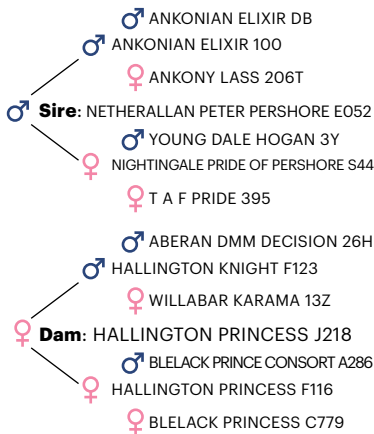 ANKONIAN ELIXIR DB
ANKONIAN ELIXIR 100
ANKONY LASS 206T
Sire: NETHERALLAN PETER PERSHORE E052
YOUNG DALE HOGAN 3Y
NIGHTINGALE PRIDE OF PERSHORE S44
T A F PRIDE 395
ABERAN DMM DECISION 26H
HALLINGTON KNIGHT F123
WILLABAR KARAMA 13Z
Dam: HALLINGTON PRINCESS J218
BLELACK PRINCE CONSORT A286
HALLINGTON PRINCESS F116
BLELACK PRINCESS C779